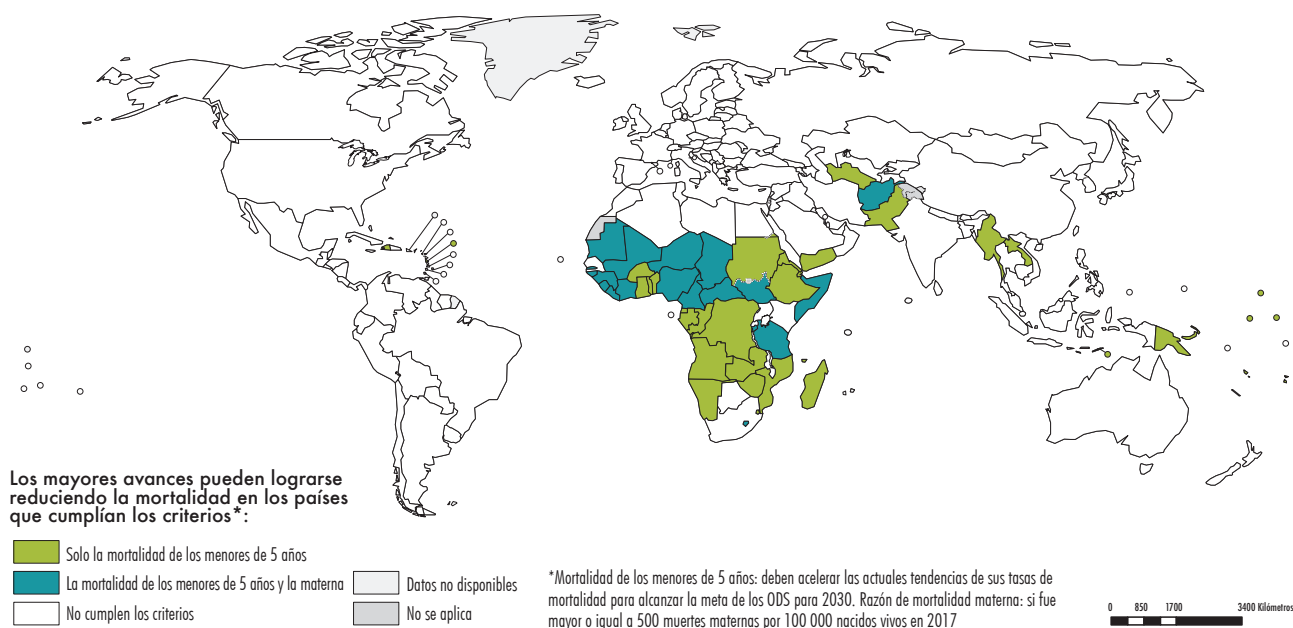 Los mayores avances pueden lograrse
reduciendo la mortalidad en los países
que cumplían los criterios*:
Solo la mortalidad de los menores de 5 años
La mortalidad de los menores de 5 años y la materna
No cumplen los criterios
Datos no disponibles
No se aplica
*Mortalidad de los menores de 5 años: deben acelerar las actuales tendencias de sus tasas de
mortalidad para alcanzar la meta de los ODS para 2030. Razón de mortalidad materna: si fue
mayor o igual a 500 muertes maternas por 100 000 nacidos vivos en 2017
0 850 1700 3400 Kilómetros